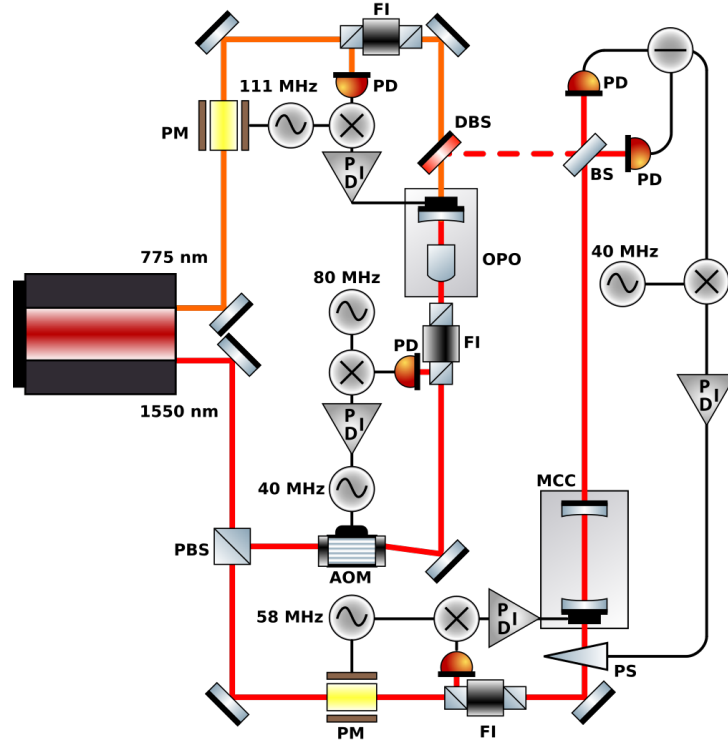 FI
PD
111 MHz
PM
P
I
D
DBS
BS
PD
PD
775 nm
OPO
40 MHz
80 MHz
PD
FI
P
I
D
P
I
D
1550 nm
40 MHz
MCC
PBS
AOM
58 MHz
P
I
D
PS
PM
FI